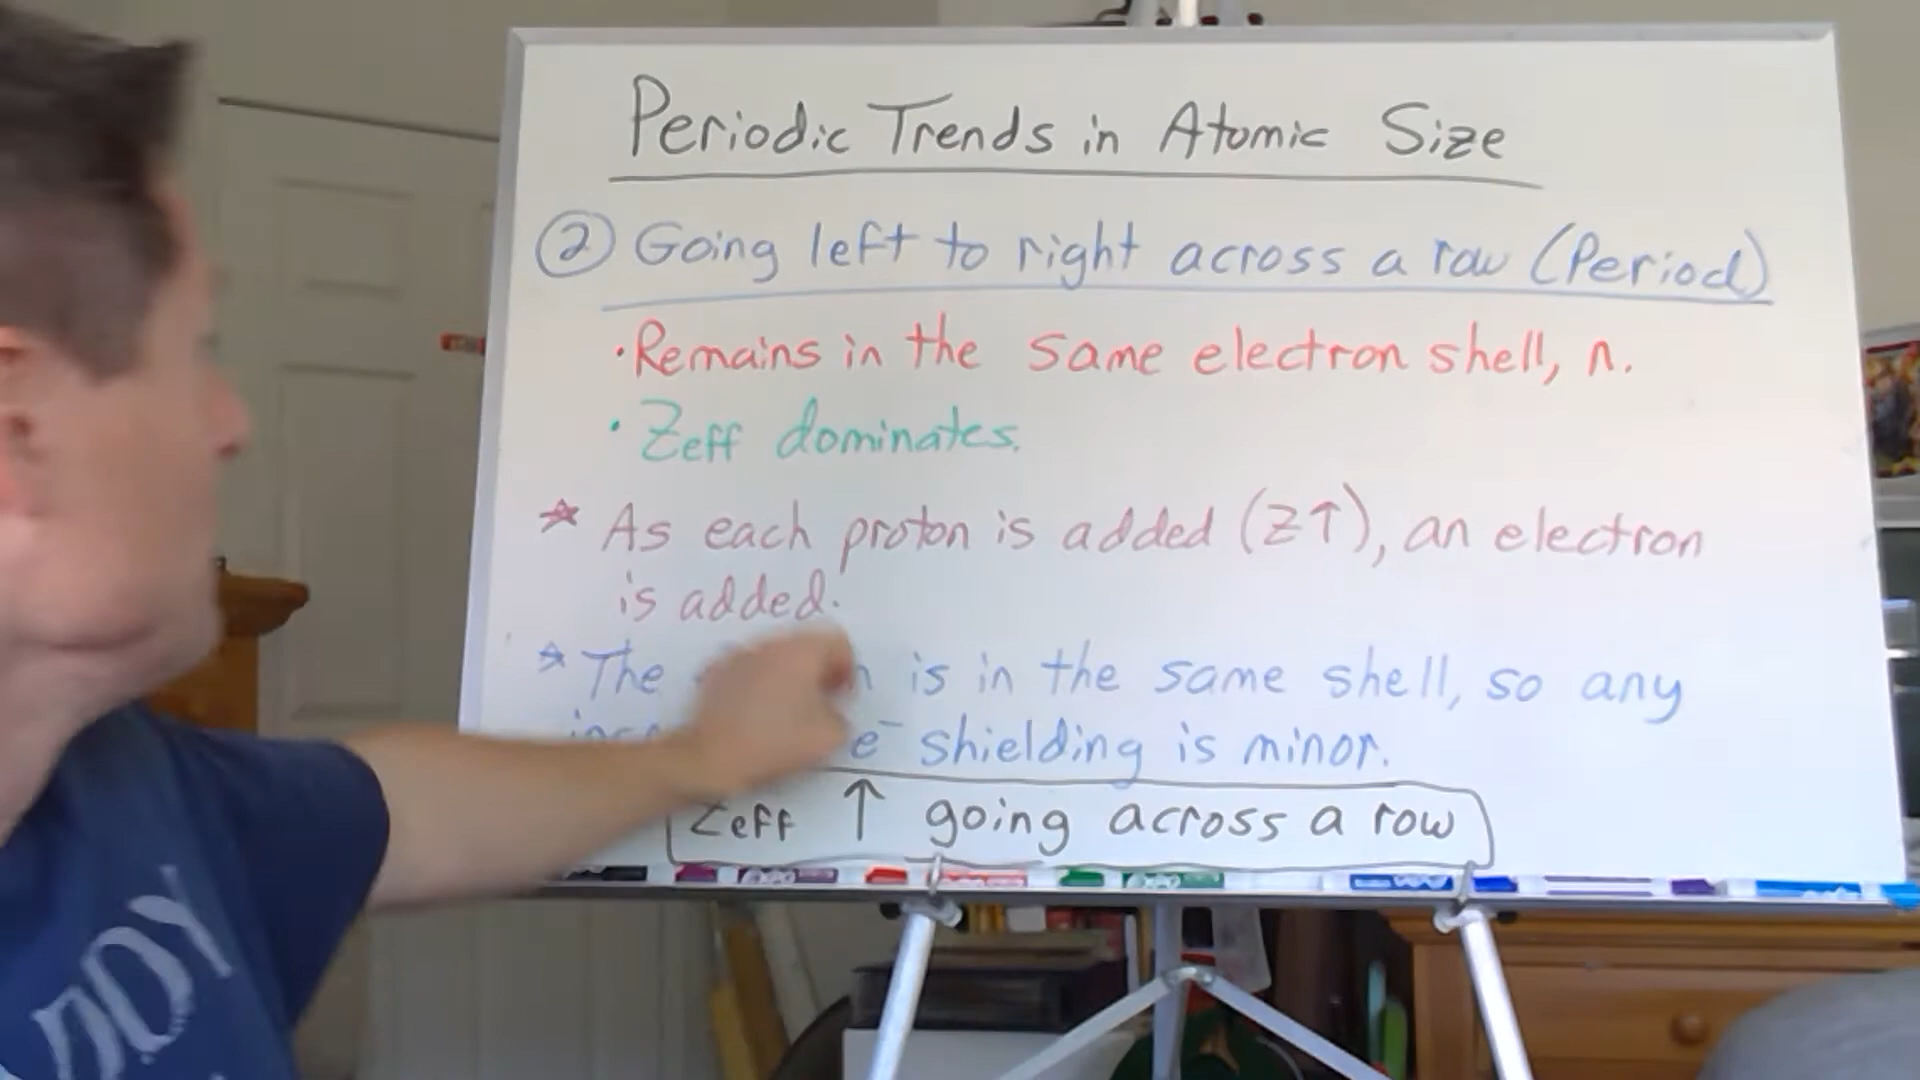 Periodic Trends in Atomic Size
② Going left to right across a row (Period)
• Remains in the same electron shell, n.
• Zeff dominates.
* As each proton is added (Z↑), an electron
is added.
* The is in the same shell, so any
e⁻ shielding is minor.
Zeff ↑ going across a row
EXPO